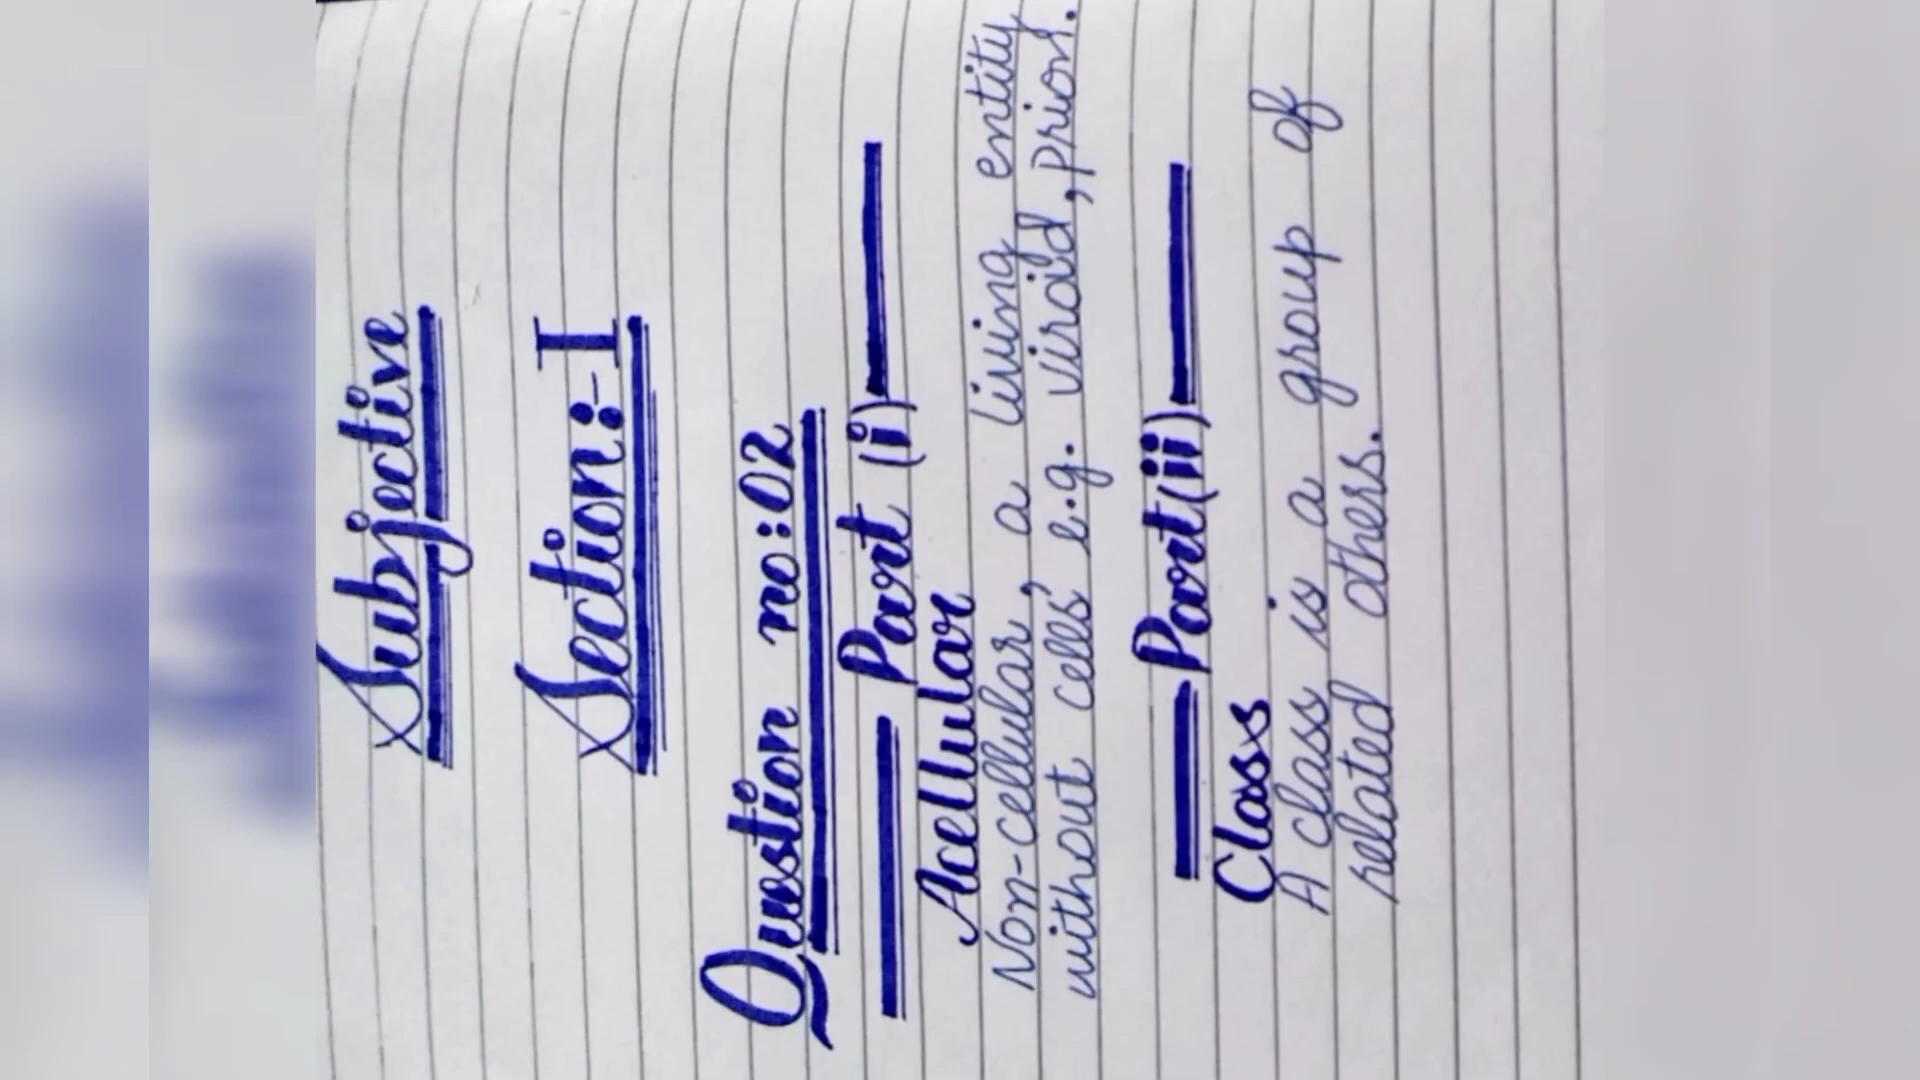 Subjective
Section:-I
Question no:02
Part (i)
Acellular
Non-cellular, a living entity
without cells e.g. viroid, prion.
Part(ii)
Class
A class is a group of
related others.